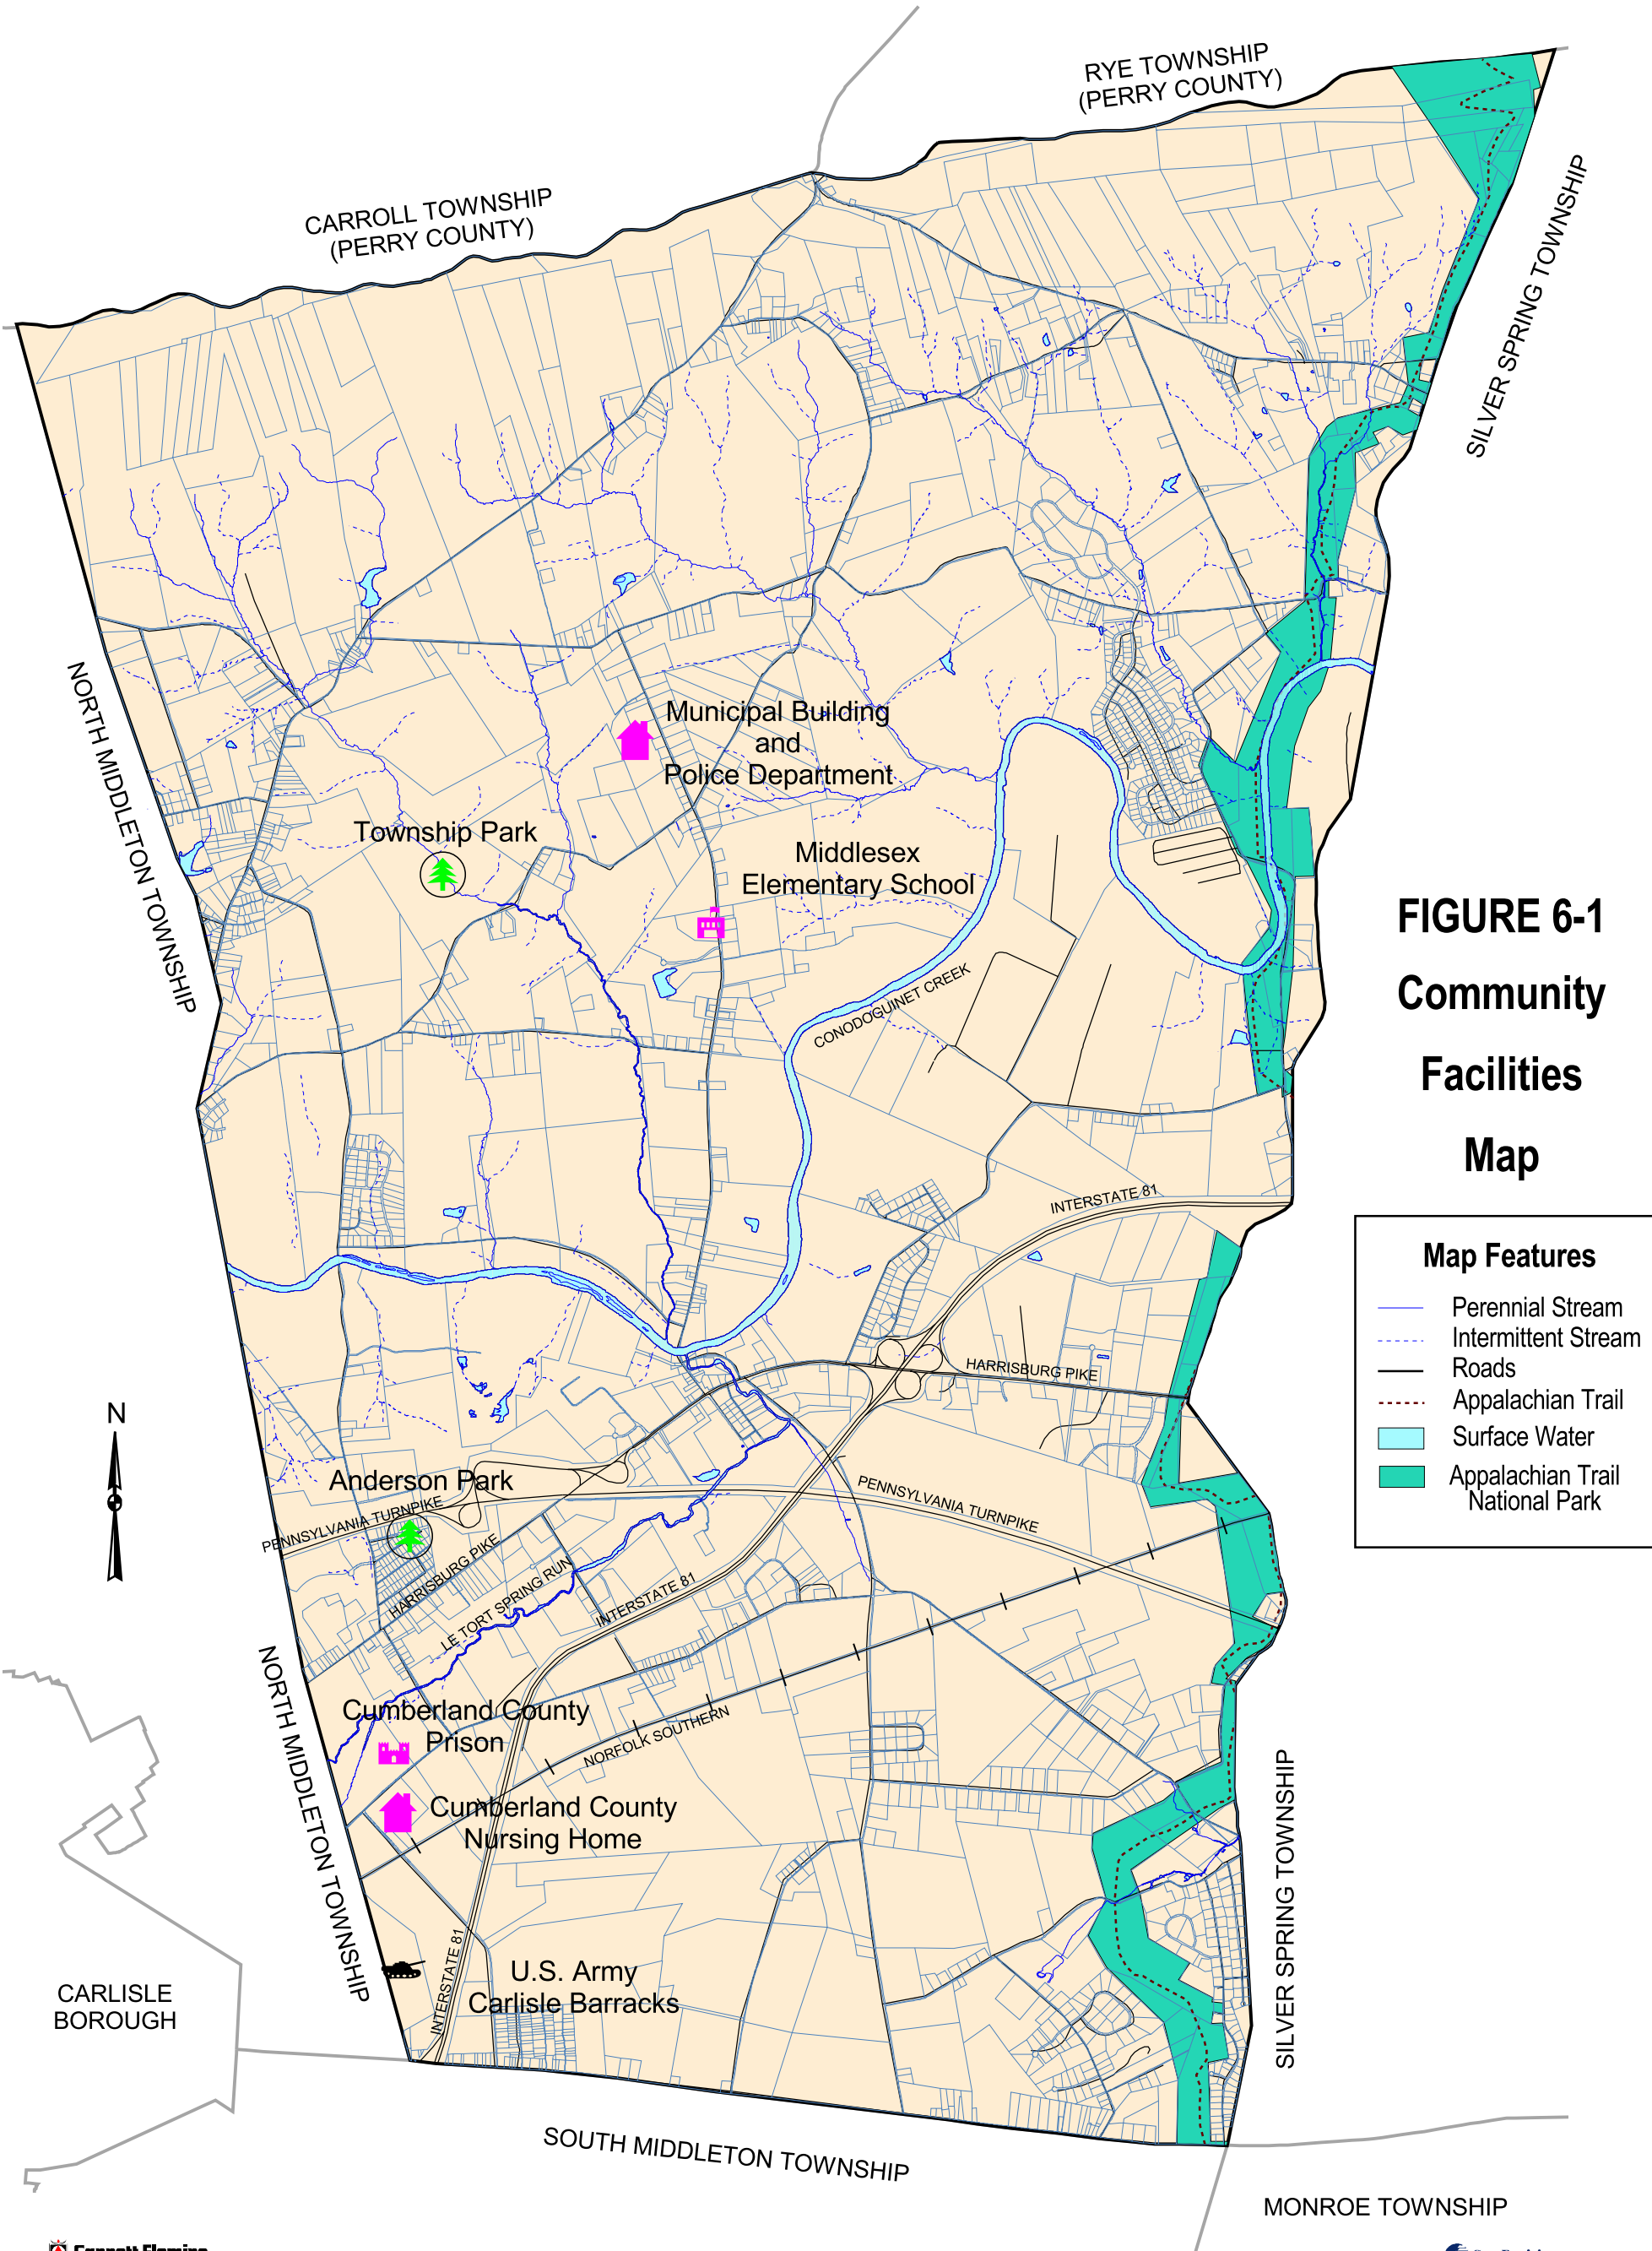 RYE TOWNSHIP
(PERRY COUNTY)
CARROLL TOWNSHIP
(PERRY COUNTY)
SILVER SPRING TOWNSHIP
NORTH MIDDLETON TOWNSHIP
Municipal Building
and
Police Department
Township Park
Middlesex
Elementary School
CONODOGUINET CREEK
FIGURE 6-1
Community
Facilities
Map
INTERSTATE 81
HARRISBURG PIKE
Map Features
Perennial Stream
Intermittent Stream
Roads
Appalachian Trail
Surface Water
Appalachian Trail
National Park
N
Anderson Park
PENNSYLVANIA TURNPIKE
PENNSYLVANIA TURNPIKE
HARRISBURG PIKE
LE TORT SPRING RUN
INTERSTATE 81
NORTH MIDDLETON TOWNSHIP
Cumberland County
Prison
NORFOLK SOUTHERN
Cumberland County
Nursing Home
SILVER SPRING TOWNSHIP
INTERSTATE 81
U.S. Army
Carlisle Barracks
CARLISLE
BOROUGH
SOUTH MIDDLETON TOWNSHIP
MONROE TOWNSHIP
Gannett Fleming